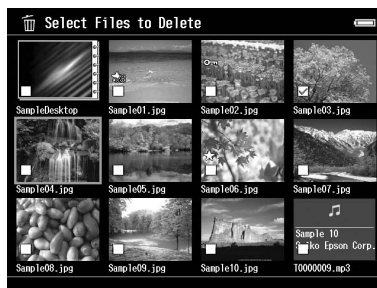 Select Files to Delete
SampleDesktop
Sample01.jpg
Sample02.jpg
Sample03.jpg
Sample04.jpg
Sample05.jpg
Sample06.jpg
Sample07.jpg
Sample 10
Seiko Epson Corp.
Sample08.jpg
Sample09.jpg
Sample10.jpg
T0000009.mp3